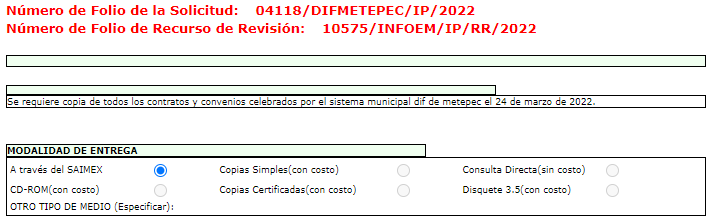 Número de Folio de la Solicitud: 04118/DIFMETEPEC/IP/2022
Número de Folio de Recurso de Revisión: 10575/INFOEM/IP/RR/2022
Se requiere copia de todos los contratos y convenios celebrados por el sistema municipal dif de metepec el 24 de marzo de 2022.
MODALIDAD DE ENTREGA
A través del SAIMEX Copias Simples(con costo) Consulta Directa(sin costo)
CD-ROM(con costo) Copias Certificadas(con costo) Disquete 3.5(con costo)
OTRO TIPO DE MEDIO (Especificar):